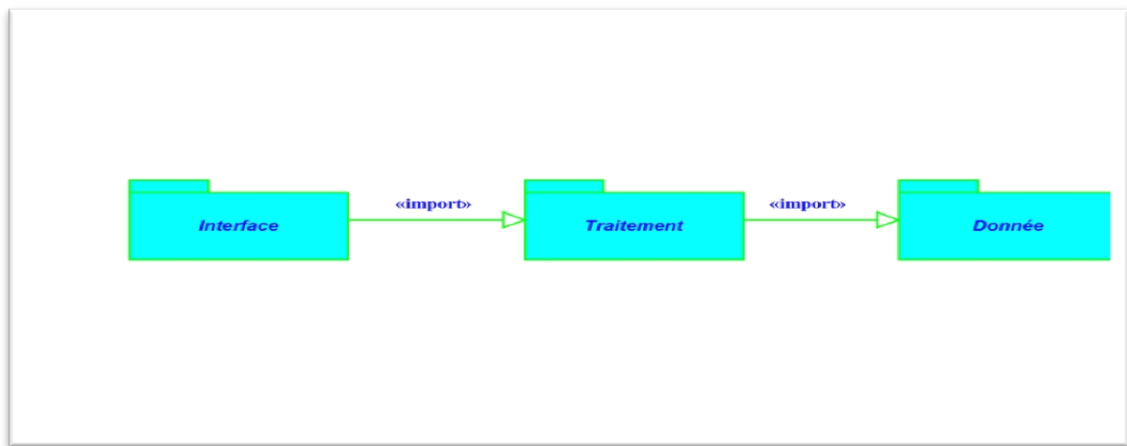 «import»
«import»
Interface
Traitement
Donnée